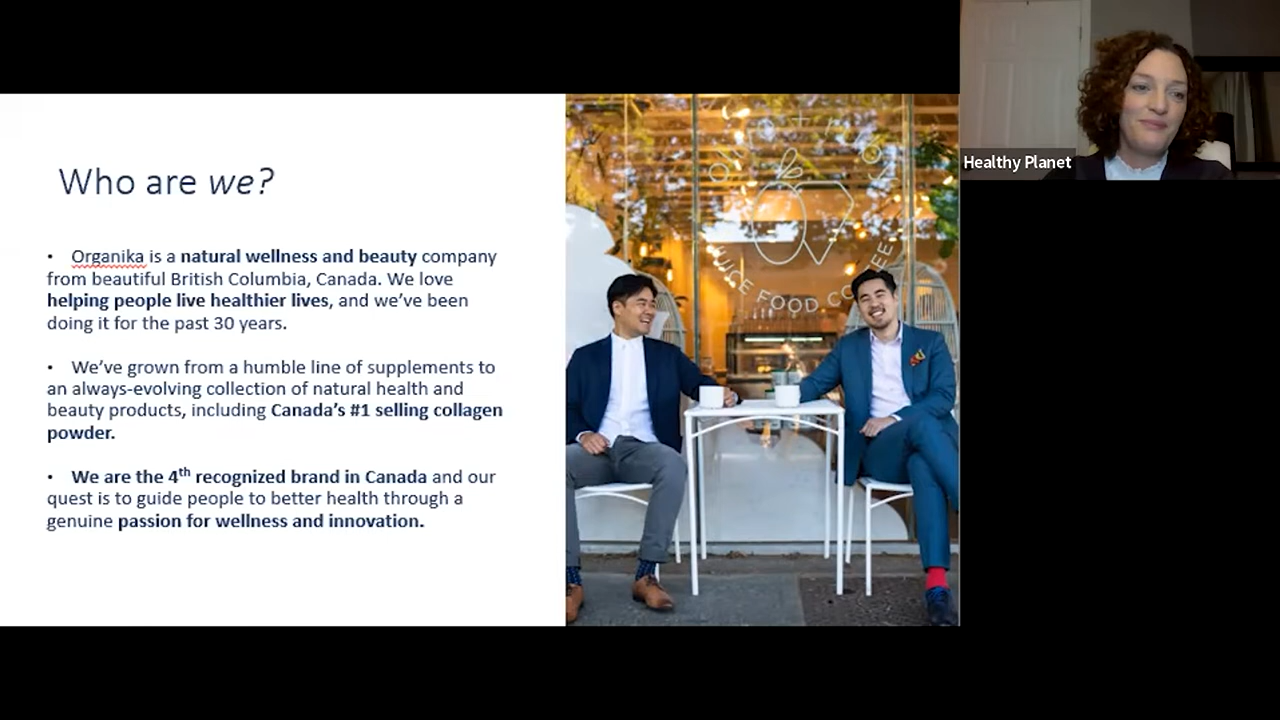 Who are we?
• Organika is a natural wellness and beauty company
from beautiful British Columbia, Canada. We love
helping people live healthier lives, and we've been
doing it for the past 30 years.
• We've grown from a humble line of supplements to
an always-evolving collection of natural health and
beauty products, including Canada's #1 selling collagen
powder.
• We are the 4th recognized brand in Canada and our
quest is to guide people to better health through a
genuine passion for wellness and innovation.
JUICE FOOD COFFEE
Healthy Planet